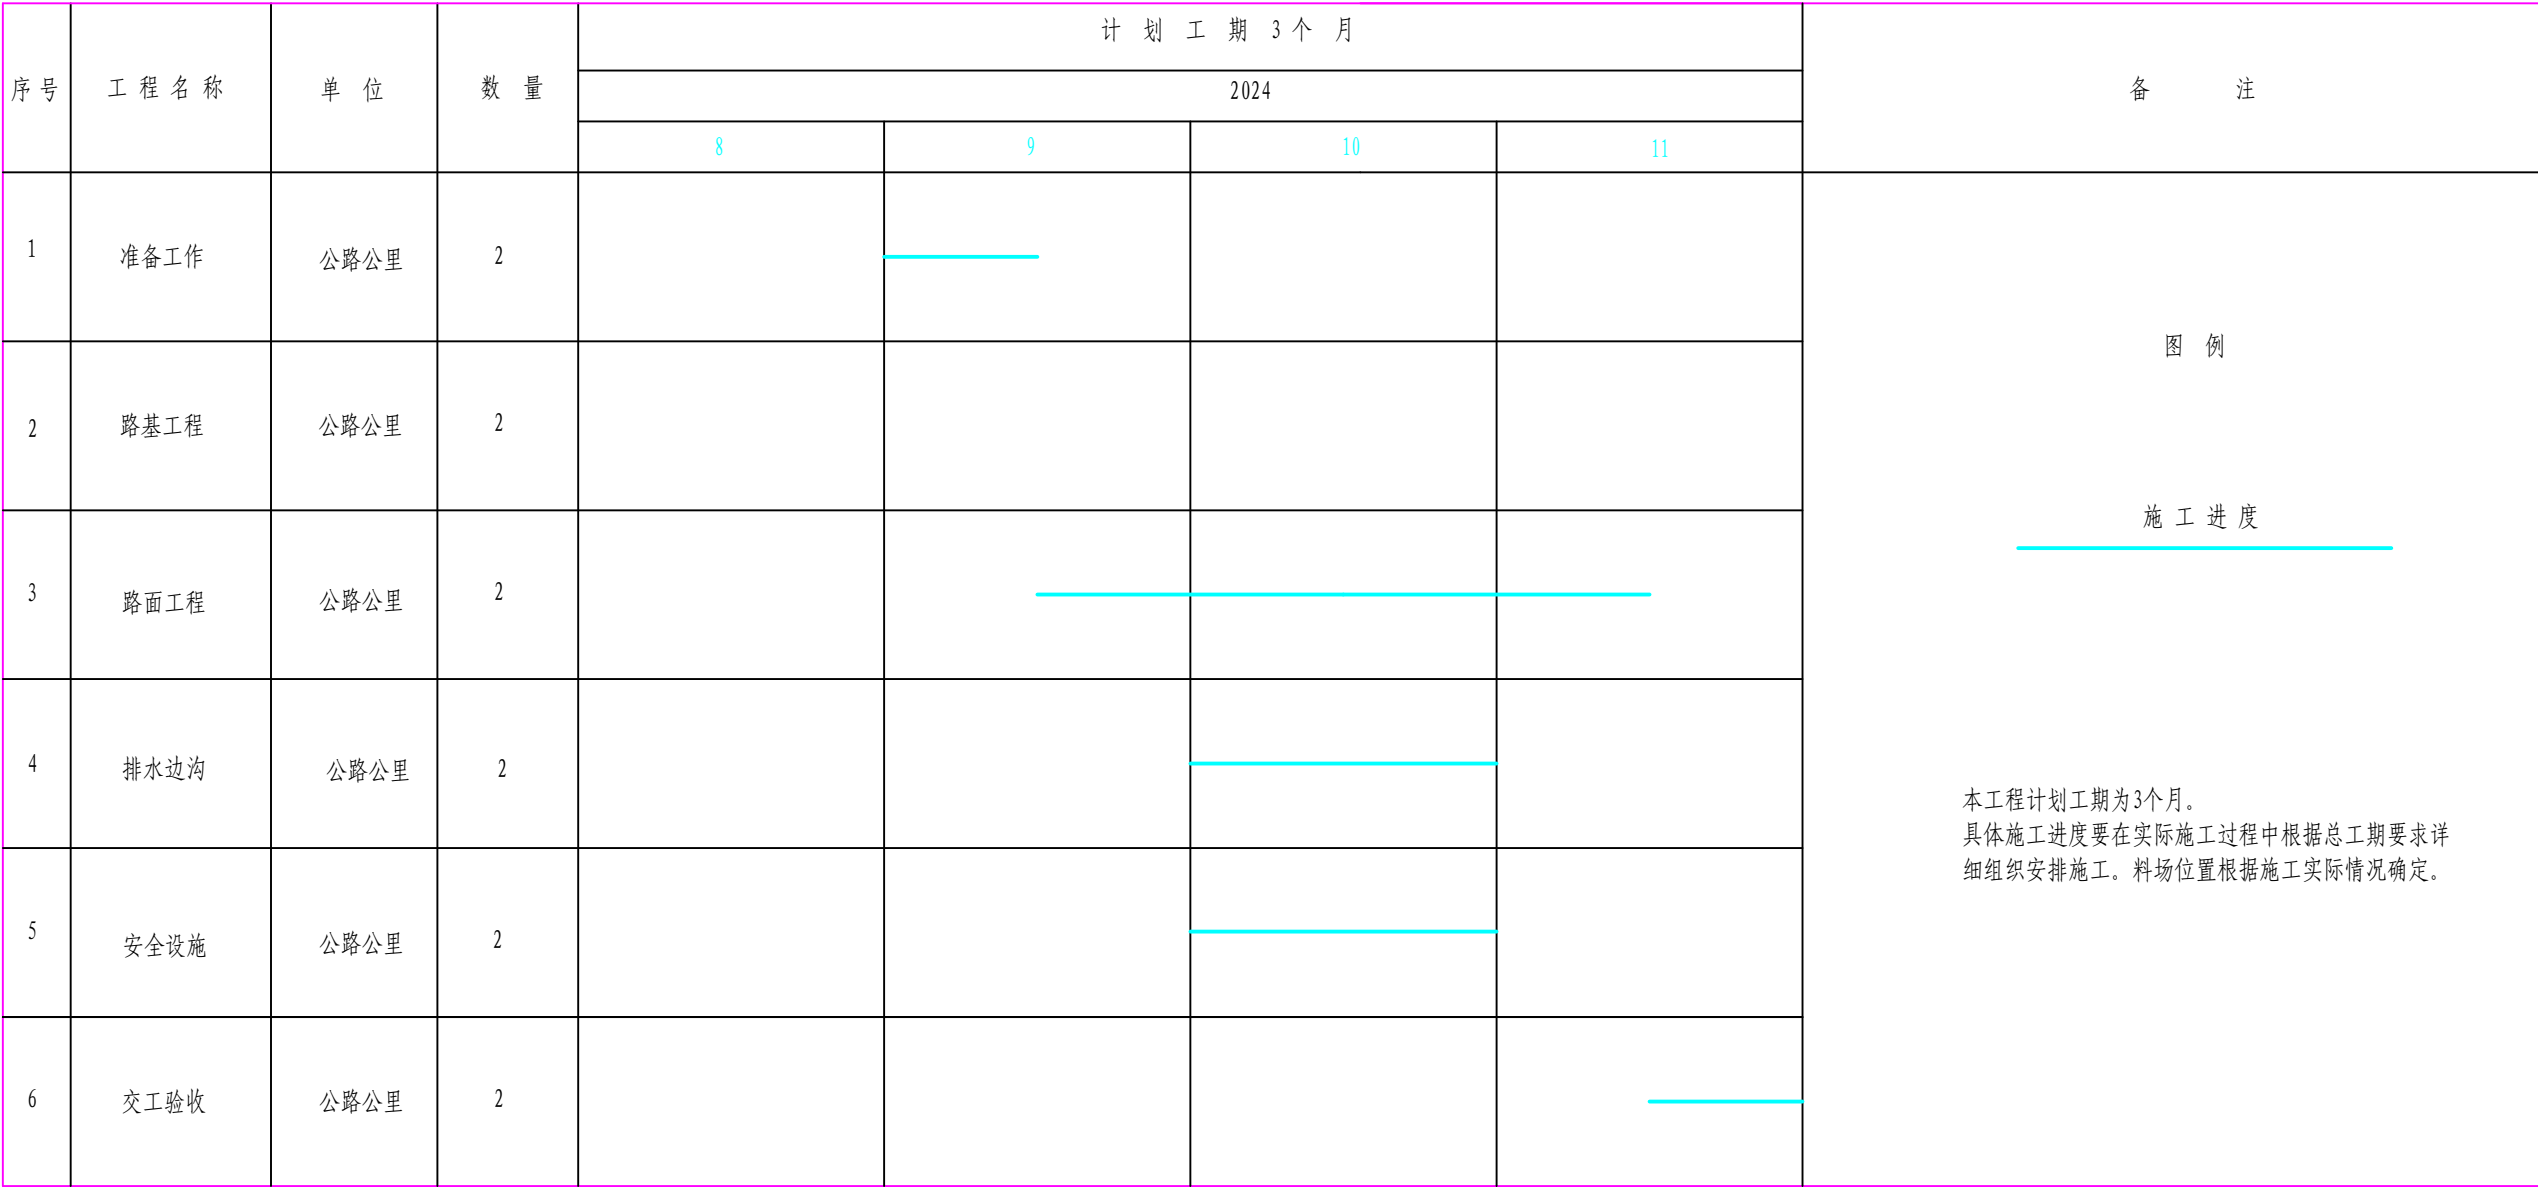 序号 工程名称 单位 数量 计划工期3个月 备注
2024
8 9 10 11
1 准备工作 公路公里 2
图例
2 路基工程 公路公里 2
施工进度
3 路面工程 公路公里 2
4 排水边沟 公路公里 2
本工程计划工期为3个月。
具体施工进度要在实际施工过程中根据总工期要求详
细组织安排施工。料场位置根据施工实际情况确定。
5 安全设施 公路公里 2
6 交工验收 公路公里 2